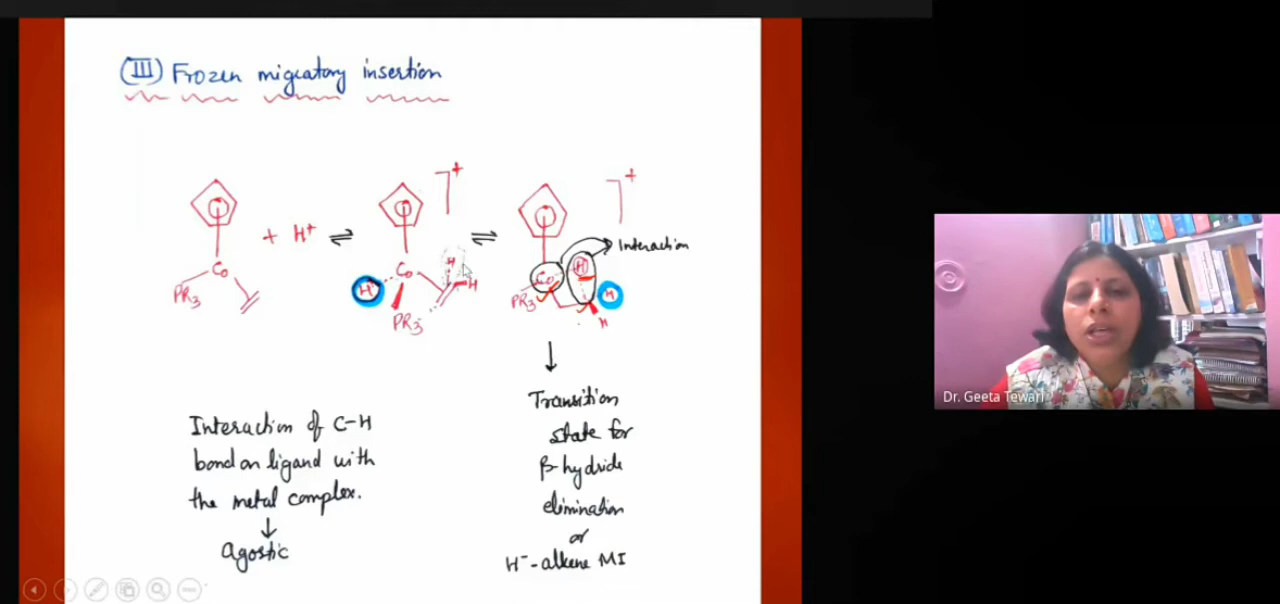 (III) Frozen migratory insertion
Co
PR3
+ H+ ⇌
Co
H
PR3
H
H
+
⇌
Co
PR3
H
H
H
+
Interaction
Interaction of C-H
bond on ligand with
the metal complex.
↓
agostic
↓
Transition
state for
β-hydride
elimination
or
H⁻-alkene MI
Dr. Geeta Tewari